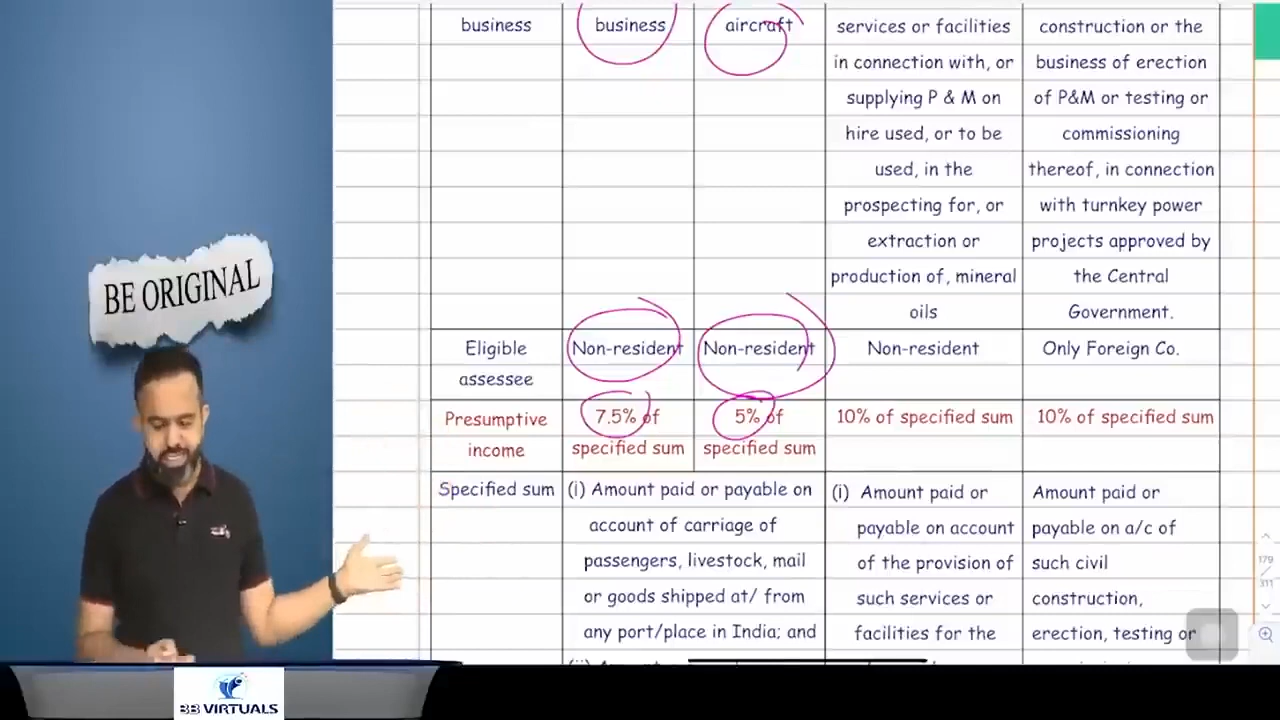 BE ORIGINAL
business
business
aircraft
services or facilities
in connection with, or
supplying P & M on
hire used, or to be
used, in the
prospecting for, or
extraction or
production of, mineral
oils
construction or the
business of erection
of P&M or testing or
commissioning
thereof, in connection
with turnkey power
projects approved by
the Central
Government.
Eligible
assessee
Non-resident
Non-resident
Non-resident
Only Foreign Co.
Presumptive
income
7.5% of
specified sum
5% of
specified sum
10% of specified sum
10% of specified sum
Specified sum
(i) Amount paid or payable on
account of carriage of
passengers, livestock, mail
or goods shipped at/ from
any port/place in India; and
(i) Amount paid or
payable on account
of the provision of
such services or
facilities for the
Amount paid or
payable on a/c of
such civil
construction,
erection, testing or
179
/
311
BB VIRTUALS